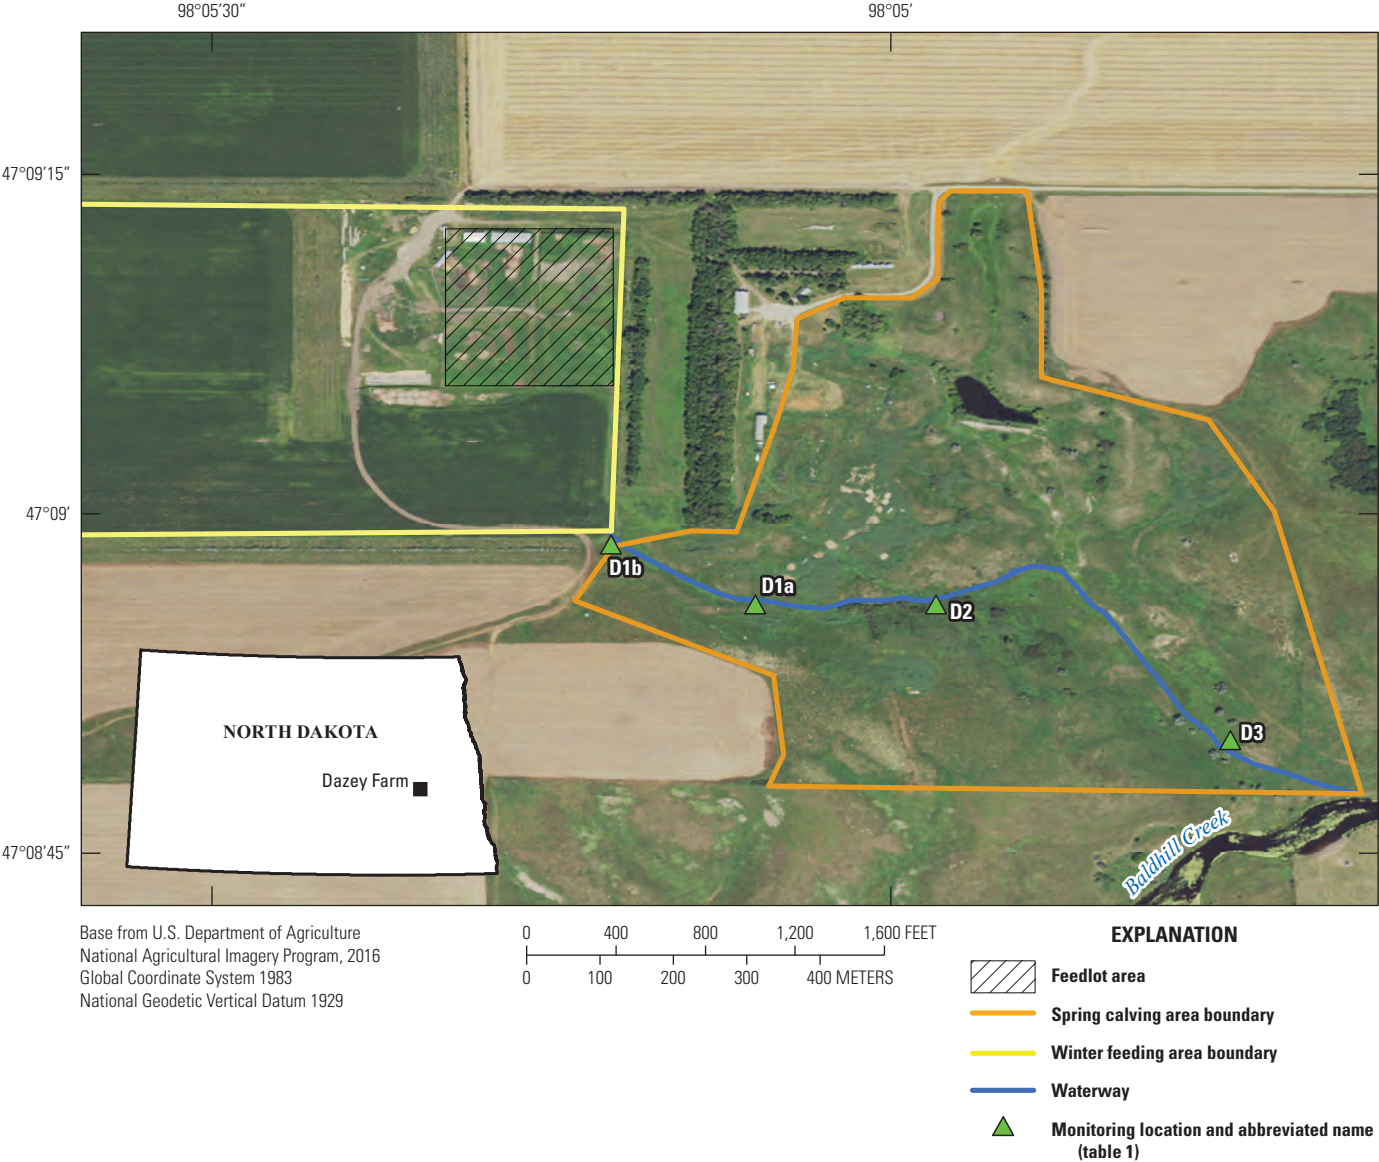 98°05'30"
98°05'
47°09'15"
47°09'
D1b
D1a
D2
D3
NORTH DAKOTA
Dazey Farm
Baldhill Creek
47°08'45"
Base from U.S. Department of Agriculture
National Agricultural Imagery Program, 2016
Global Coordinate System 1983
National Geodetic Vertical Datum 1929
0 400 800 1,200 1,600 FEET
0 100 200 300 400 METERS
EXPLANATION
Feedlot area
Spring calving area boundary
Winter feeding area boundary
Waterway
Monitoring location and abbreviated name
(table 1)